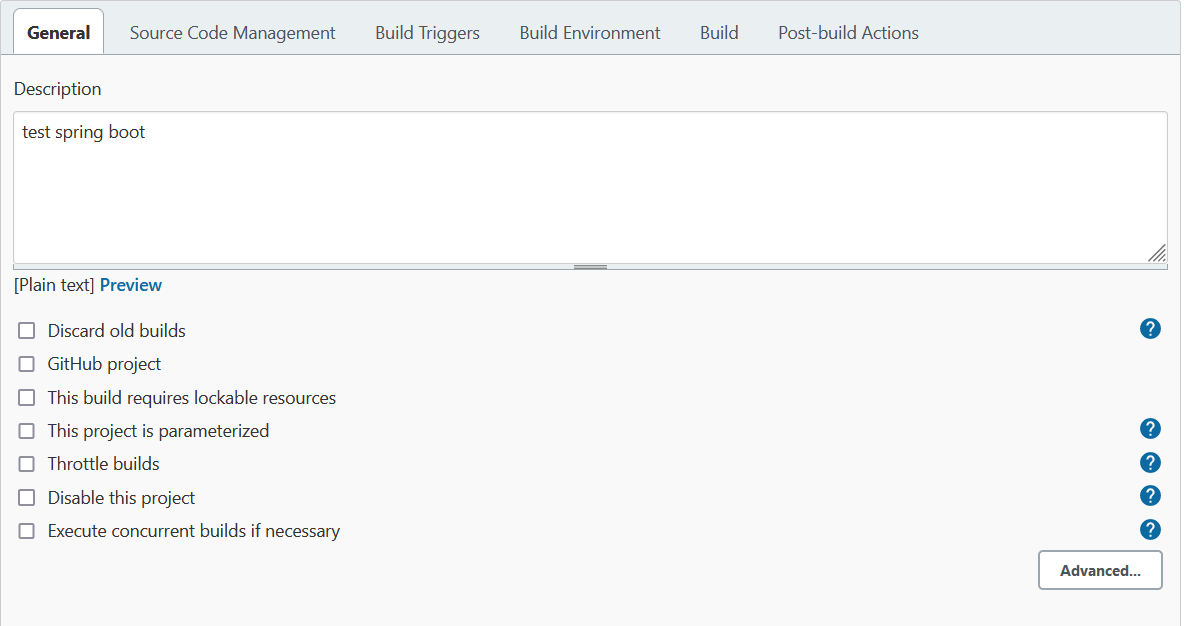 General Source Code Management Build Triggers Build Environment Build Post-build Actions
Description
test spring boot
[Plain text] Preview
Discard old builds ?
GitHub project
This build requires lockable resources
This project is parameterized ?
Throttle builds ?
Disable this project ?
Execute concurrent builds if necessary ?
Advanced...